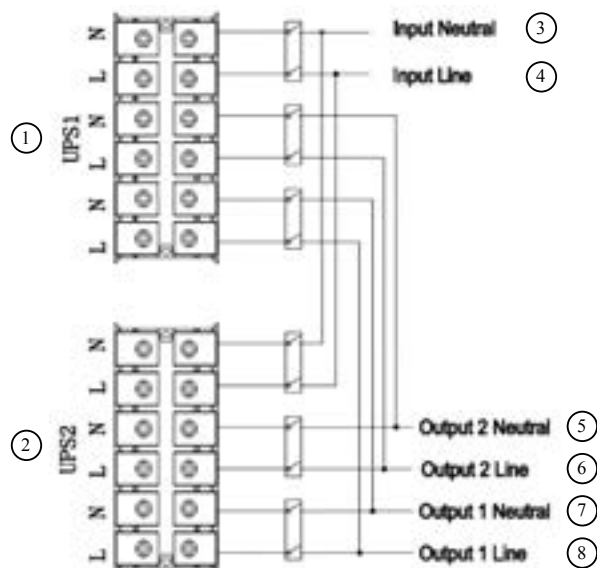 N
Input Neutral 3
L
Input Line 4
N
1
UPS1
L
N
L
N
L
2
UPS2
N
Output 2 Neutral 5
L
Output 2 Line 6
N
Output 1 Neutral 7
L
Output 1 Line 8